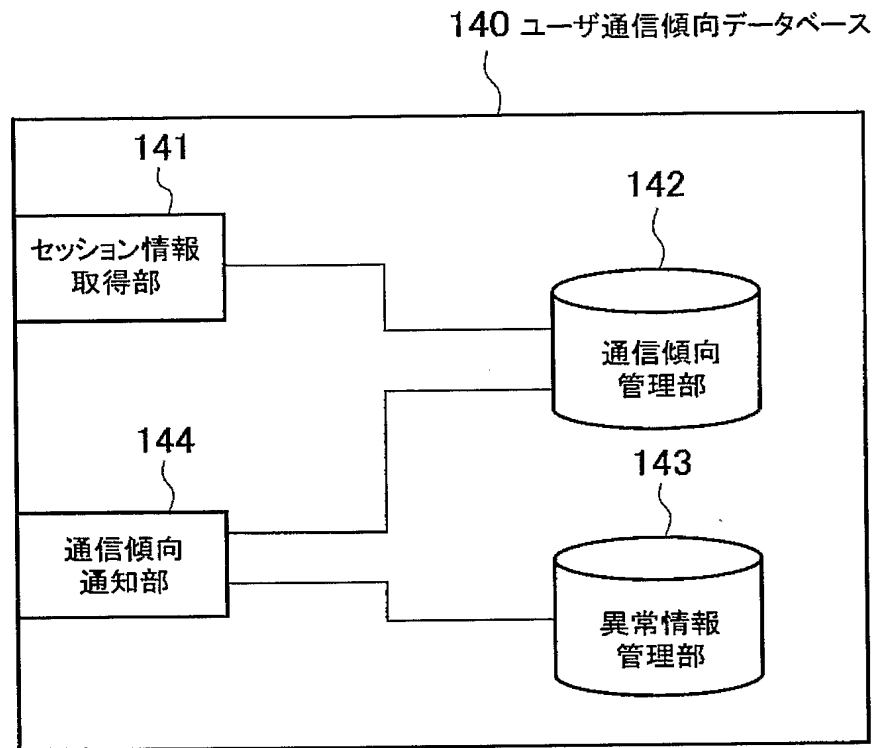 140 ユーザ通信傾向データベース
141
セッション情報
取得部
142
通信傾向
管理部
144
通信傾向
通知部
143
異常情報
管理部